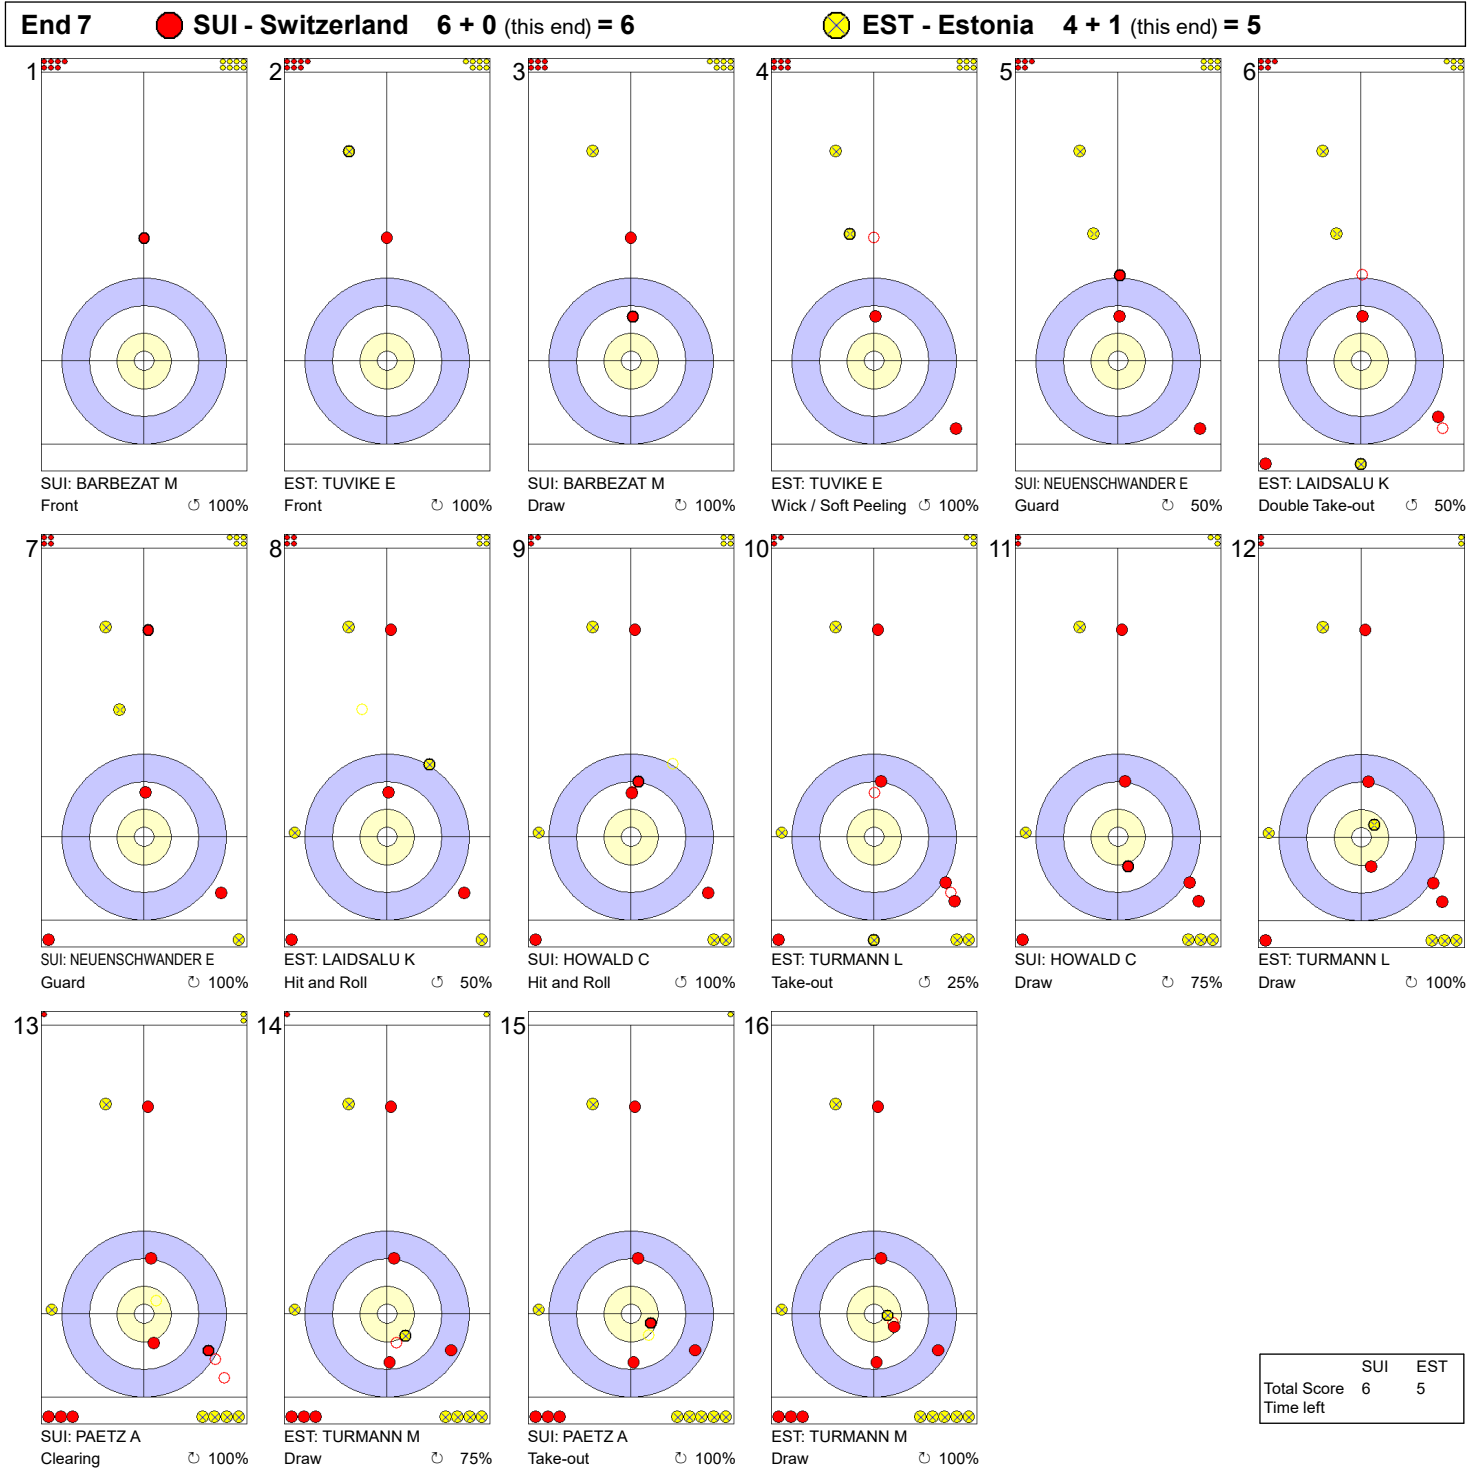 End 7 SUI - Switzerland 6 + 0 (this end) = 6 EST - Estonia 4 + 1 (this end) = 5
1 2 3 4 5 6
SUI: BARBEZAT M EST: TUVIKE E SUI: BARBEZAT M EST: TUVIKE E SUI: NEUENSCHWANDER E EST: LAIDSALU K
Front ↻ 100% Front ↻ 100% Draw ↻ 100% Wick / Soft Peeling ↺ 100% Guard ↻ 50% Double Take-out ↺ 50%
7 8 9 10 11 12
SUI: NEUENSCHWANDER E EST: LAIDSALU K SUI: HOWALD C EST: TURMANN L SUI: HOWALD C EST: TURMANN L
Guard ↻ 100% Hit and Roll ↺ 50% Hit and Roll ↺ 100% Take-out ↺ 25% Draw ↻ 75% Draw ↻ 100%
13 14 15 16
SUI: PAETZ A EST: TURMANN M SUI: PAETZ A EST: TURMANN M
Clearing ↻ 100% Draw ↻ 75% Take-out ↻ 100% Draw ↻ 100%
SUI EST
Total Score 6 5
Time left